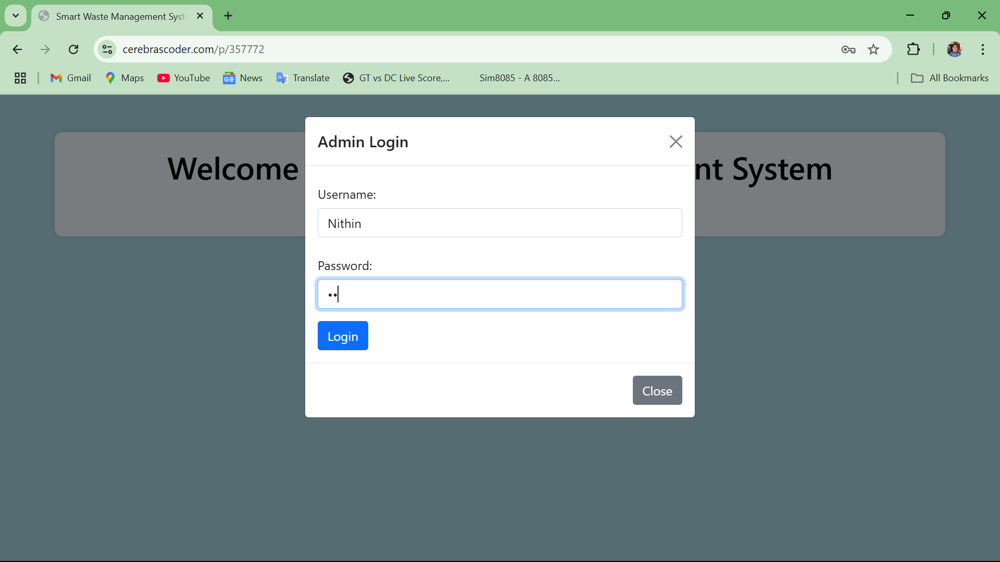 Smart Waste Management Syst
cerebrascoder.com/p/357772
Gmail
Maps
YouTube
News
Translate
GT vs DC Live Score,...
Sim8085 - A 8085...
All Bookmarks
Welcome nt System
Admin Login
Username:
Nithin
Password:
••
Login
Close